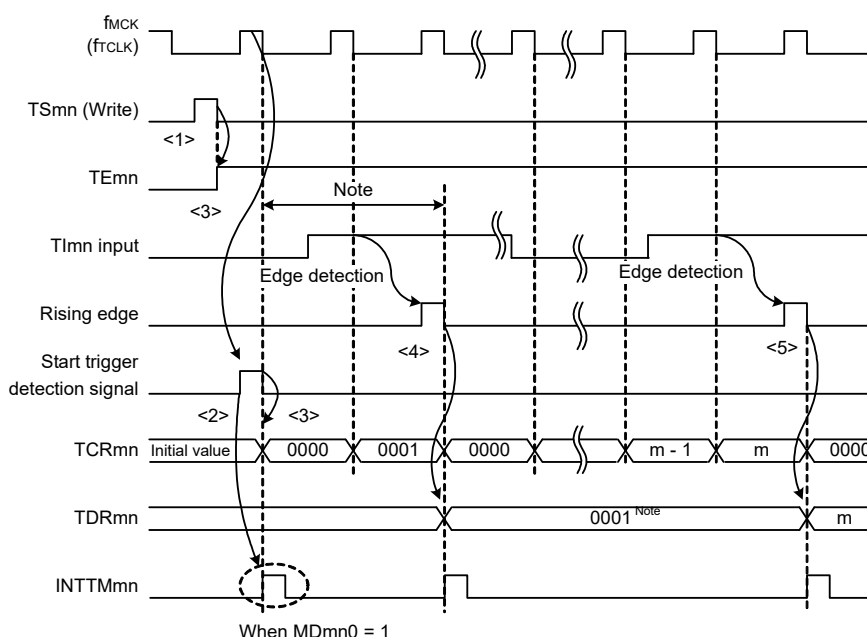 fMCK
(fTCLK)
TSmn (Write)
<1>
TEmn
<3>
Note
TImn input
Edge detection
Edge detection
Rising edge
<4>
<5>
Start trigger
detection signal
<2>
<3>
TCRmn
Initial value
0000
0001
0000
m - 1
m
0000
TDRmn
0001 Note
m
INTTMmn
When MDmn0 = 1